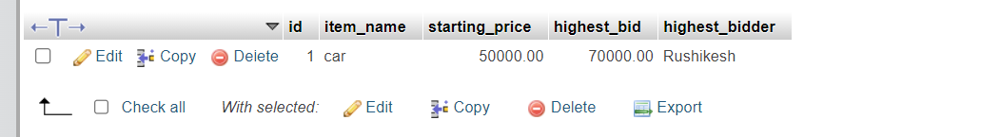 id item_name starting_price highest_bid highest_bidder
Edit Copy Delete 1 car 50000.00 70000.00 Rushikesh
Check all With selected: Edit Copy Delete Export